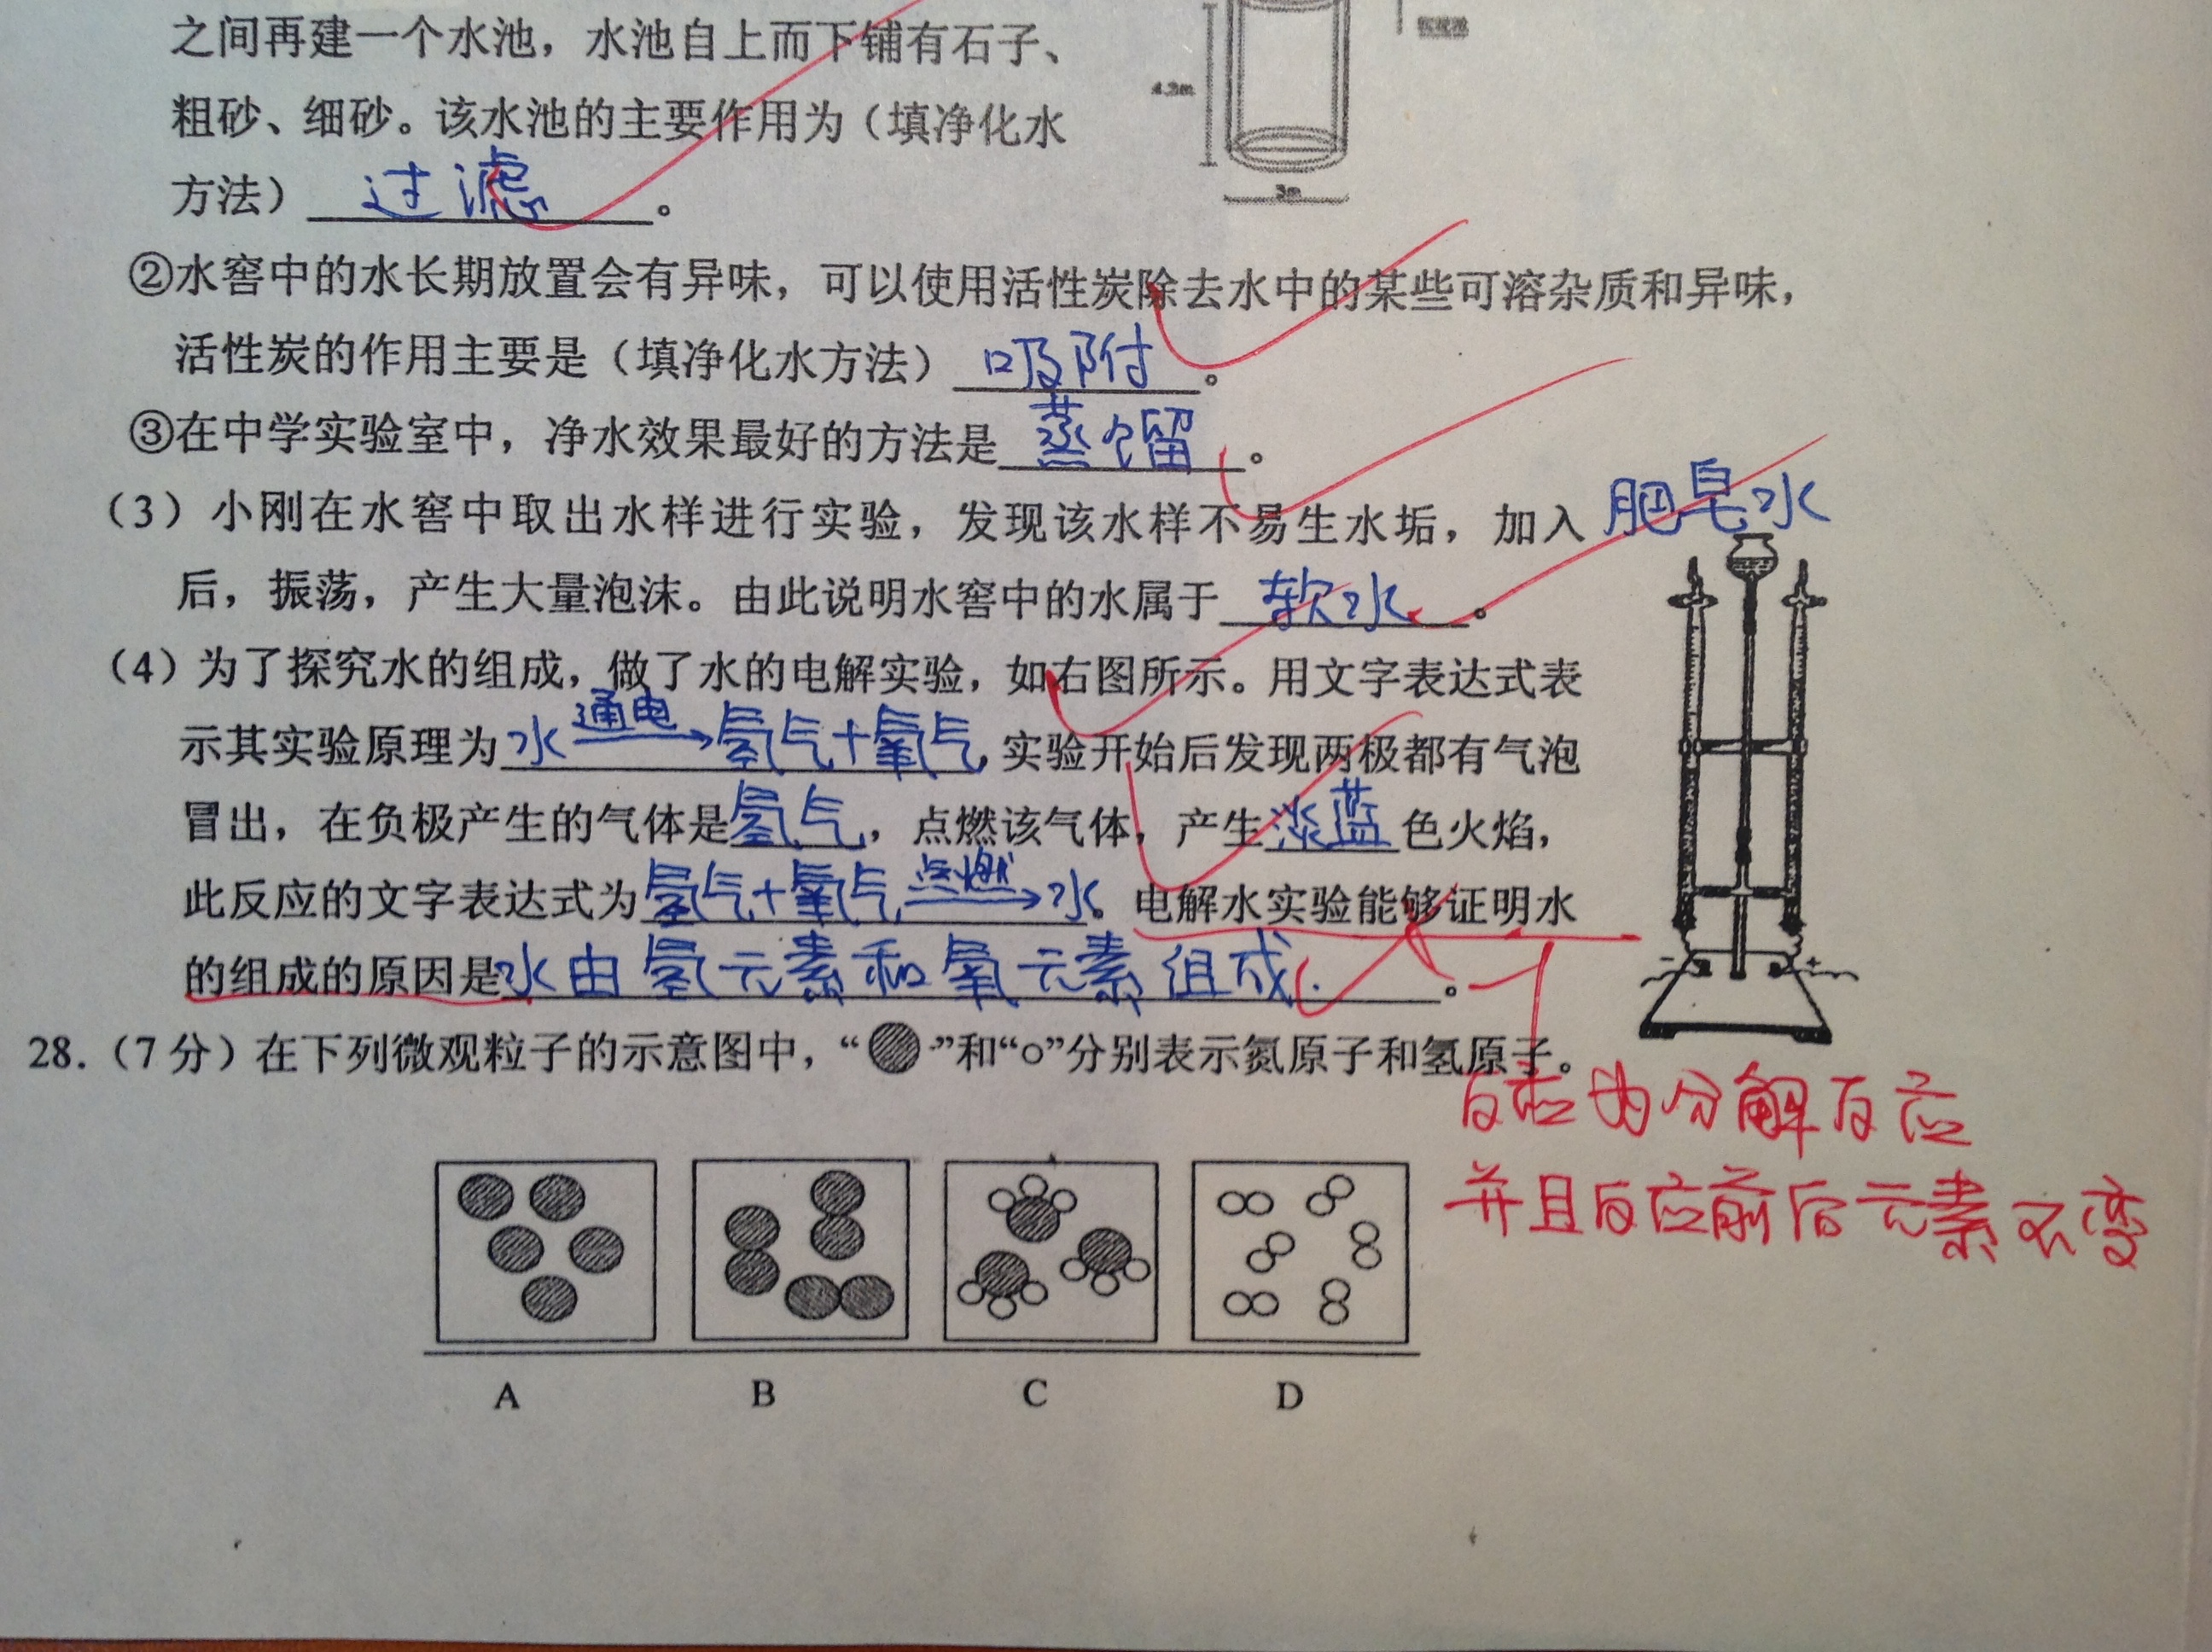 之间再建一个水池，水池自上而下铺有石子、
粗砂、细砂。该水池的主要作用为（填净化水
方法）过滤。
4.3m
3m
②水窖中的水长期放置会有异味，可以使用活性炭除去水中的某些可溶杂质和异味，
活性炭的作用主要是（填净化水方法）吸附。
③在中学实验室中，净水效果最好的方法是蒸馏。
（3）小刚在水窖中取出水样进行实验，发现该水样不易生水垢，加入肥皂水
后，振荡，产生大量泡沫。由此说明水窖中的水属于软水。
（4）为了探究水的组成，做了水的电解实验，如右图所示。用文字表达式表
示其实验原理为水 通电→ 氢气+氧气，实验开始后发现两极都有气泡
冒出，在负极产生的气体是氢气，点燃该气体，产生淡蓝色火焰，
此反应的文字表达式为氢气+氧气 点燃→ 水。电解水实验能够证明水
的组成的原因是水由氢元素和氧元素组成。-1
- +
28.（7分）在下列微观粒子的示意图中，“ ”和“○”分别表示氮原子和氢原子。
反应为分解反应
并且反应前后元素不变
A B C D